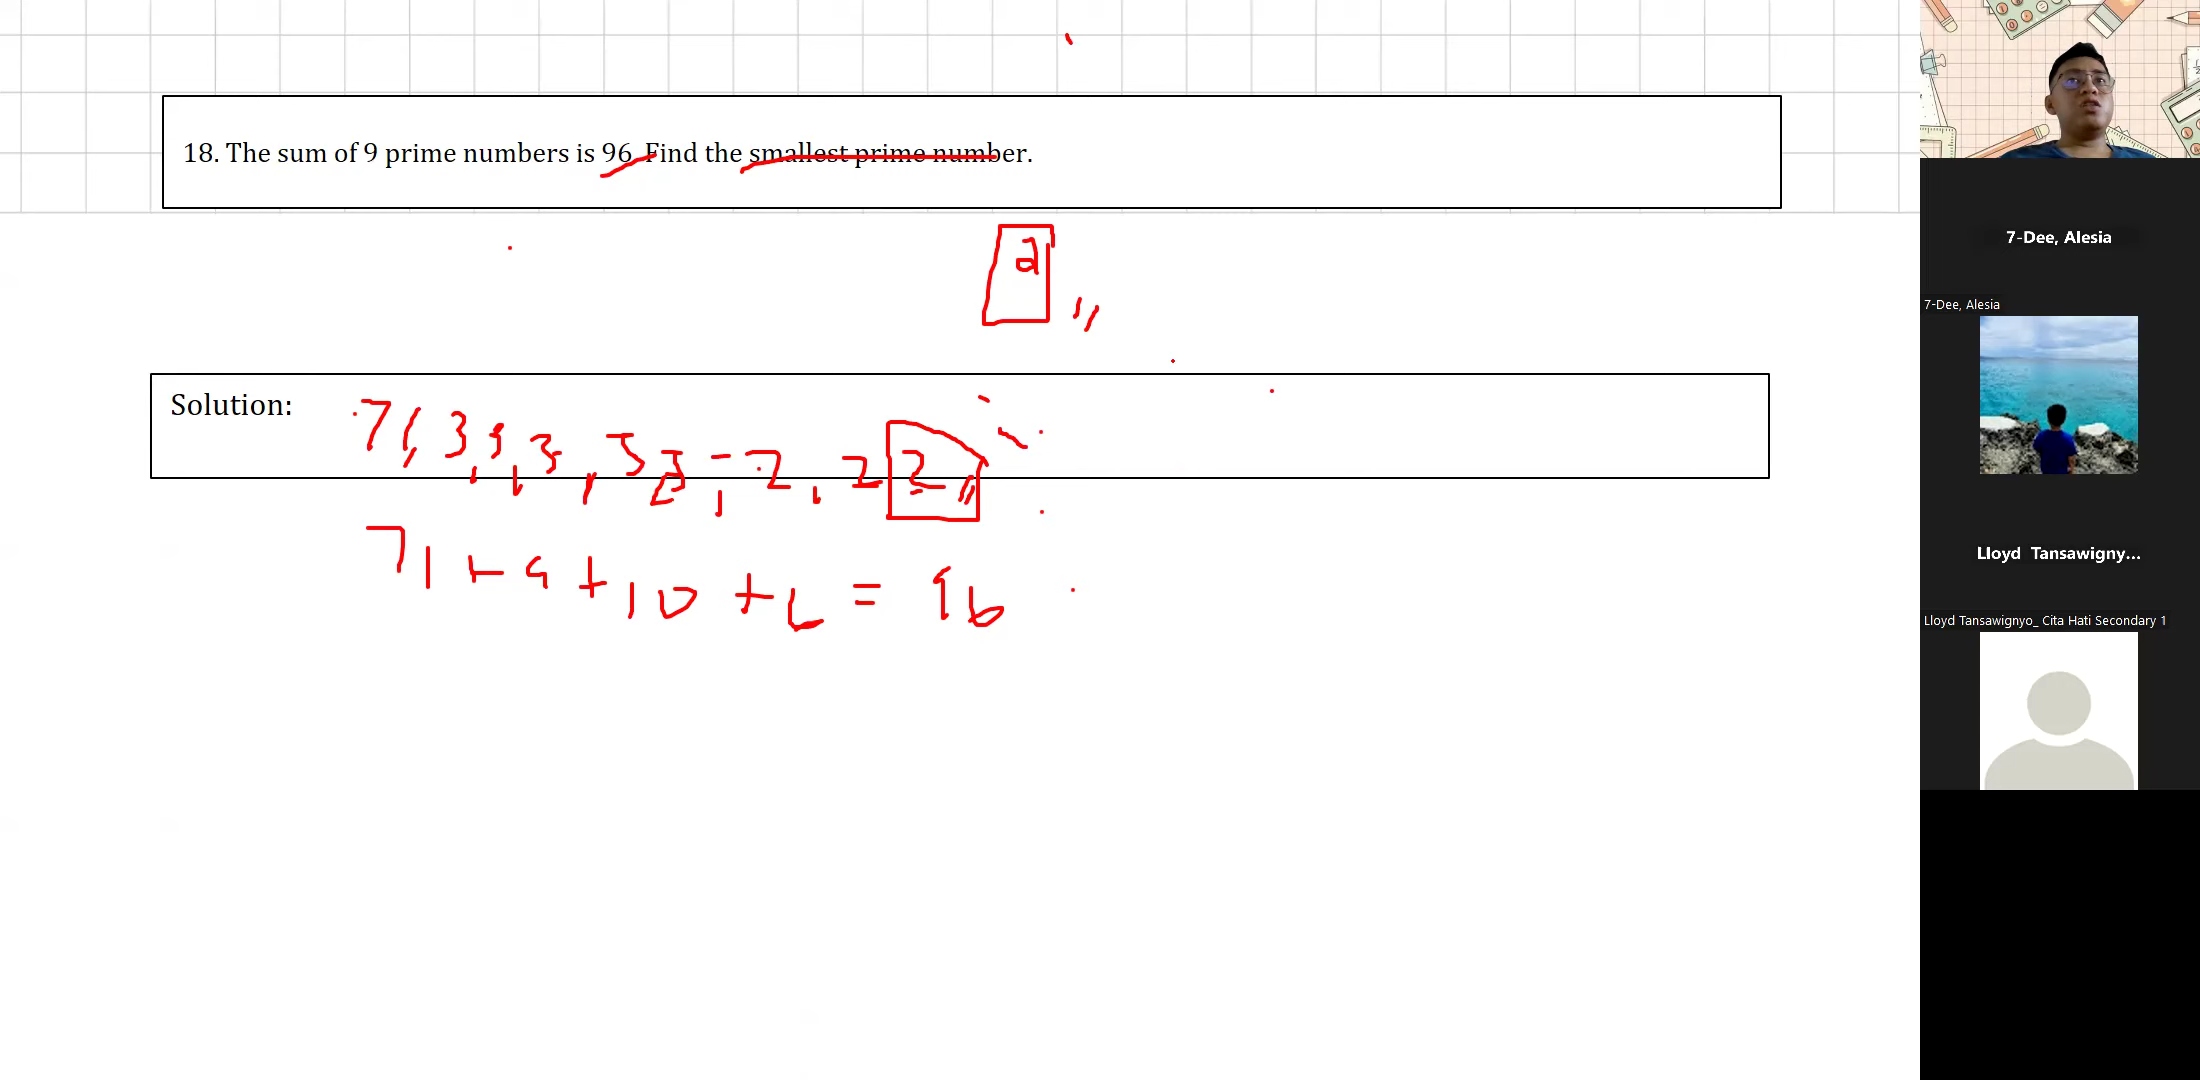 18. The sum of 9 prime numbers is 96. Find the smallest prime number.
2
Solution:
71, 3, 3, 3, 5, 5, 2, 2 2
71 + 9 + 10 + 6 = 96
7-Dee, Alesia
7-Dee, Alesia
Lloyd Tansawigny...
Lloyd Tansawignyo_ Cita Hati Secondary 1